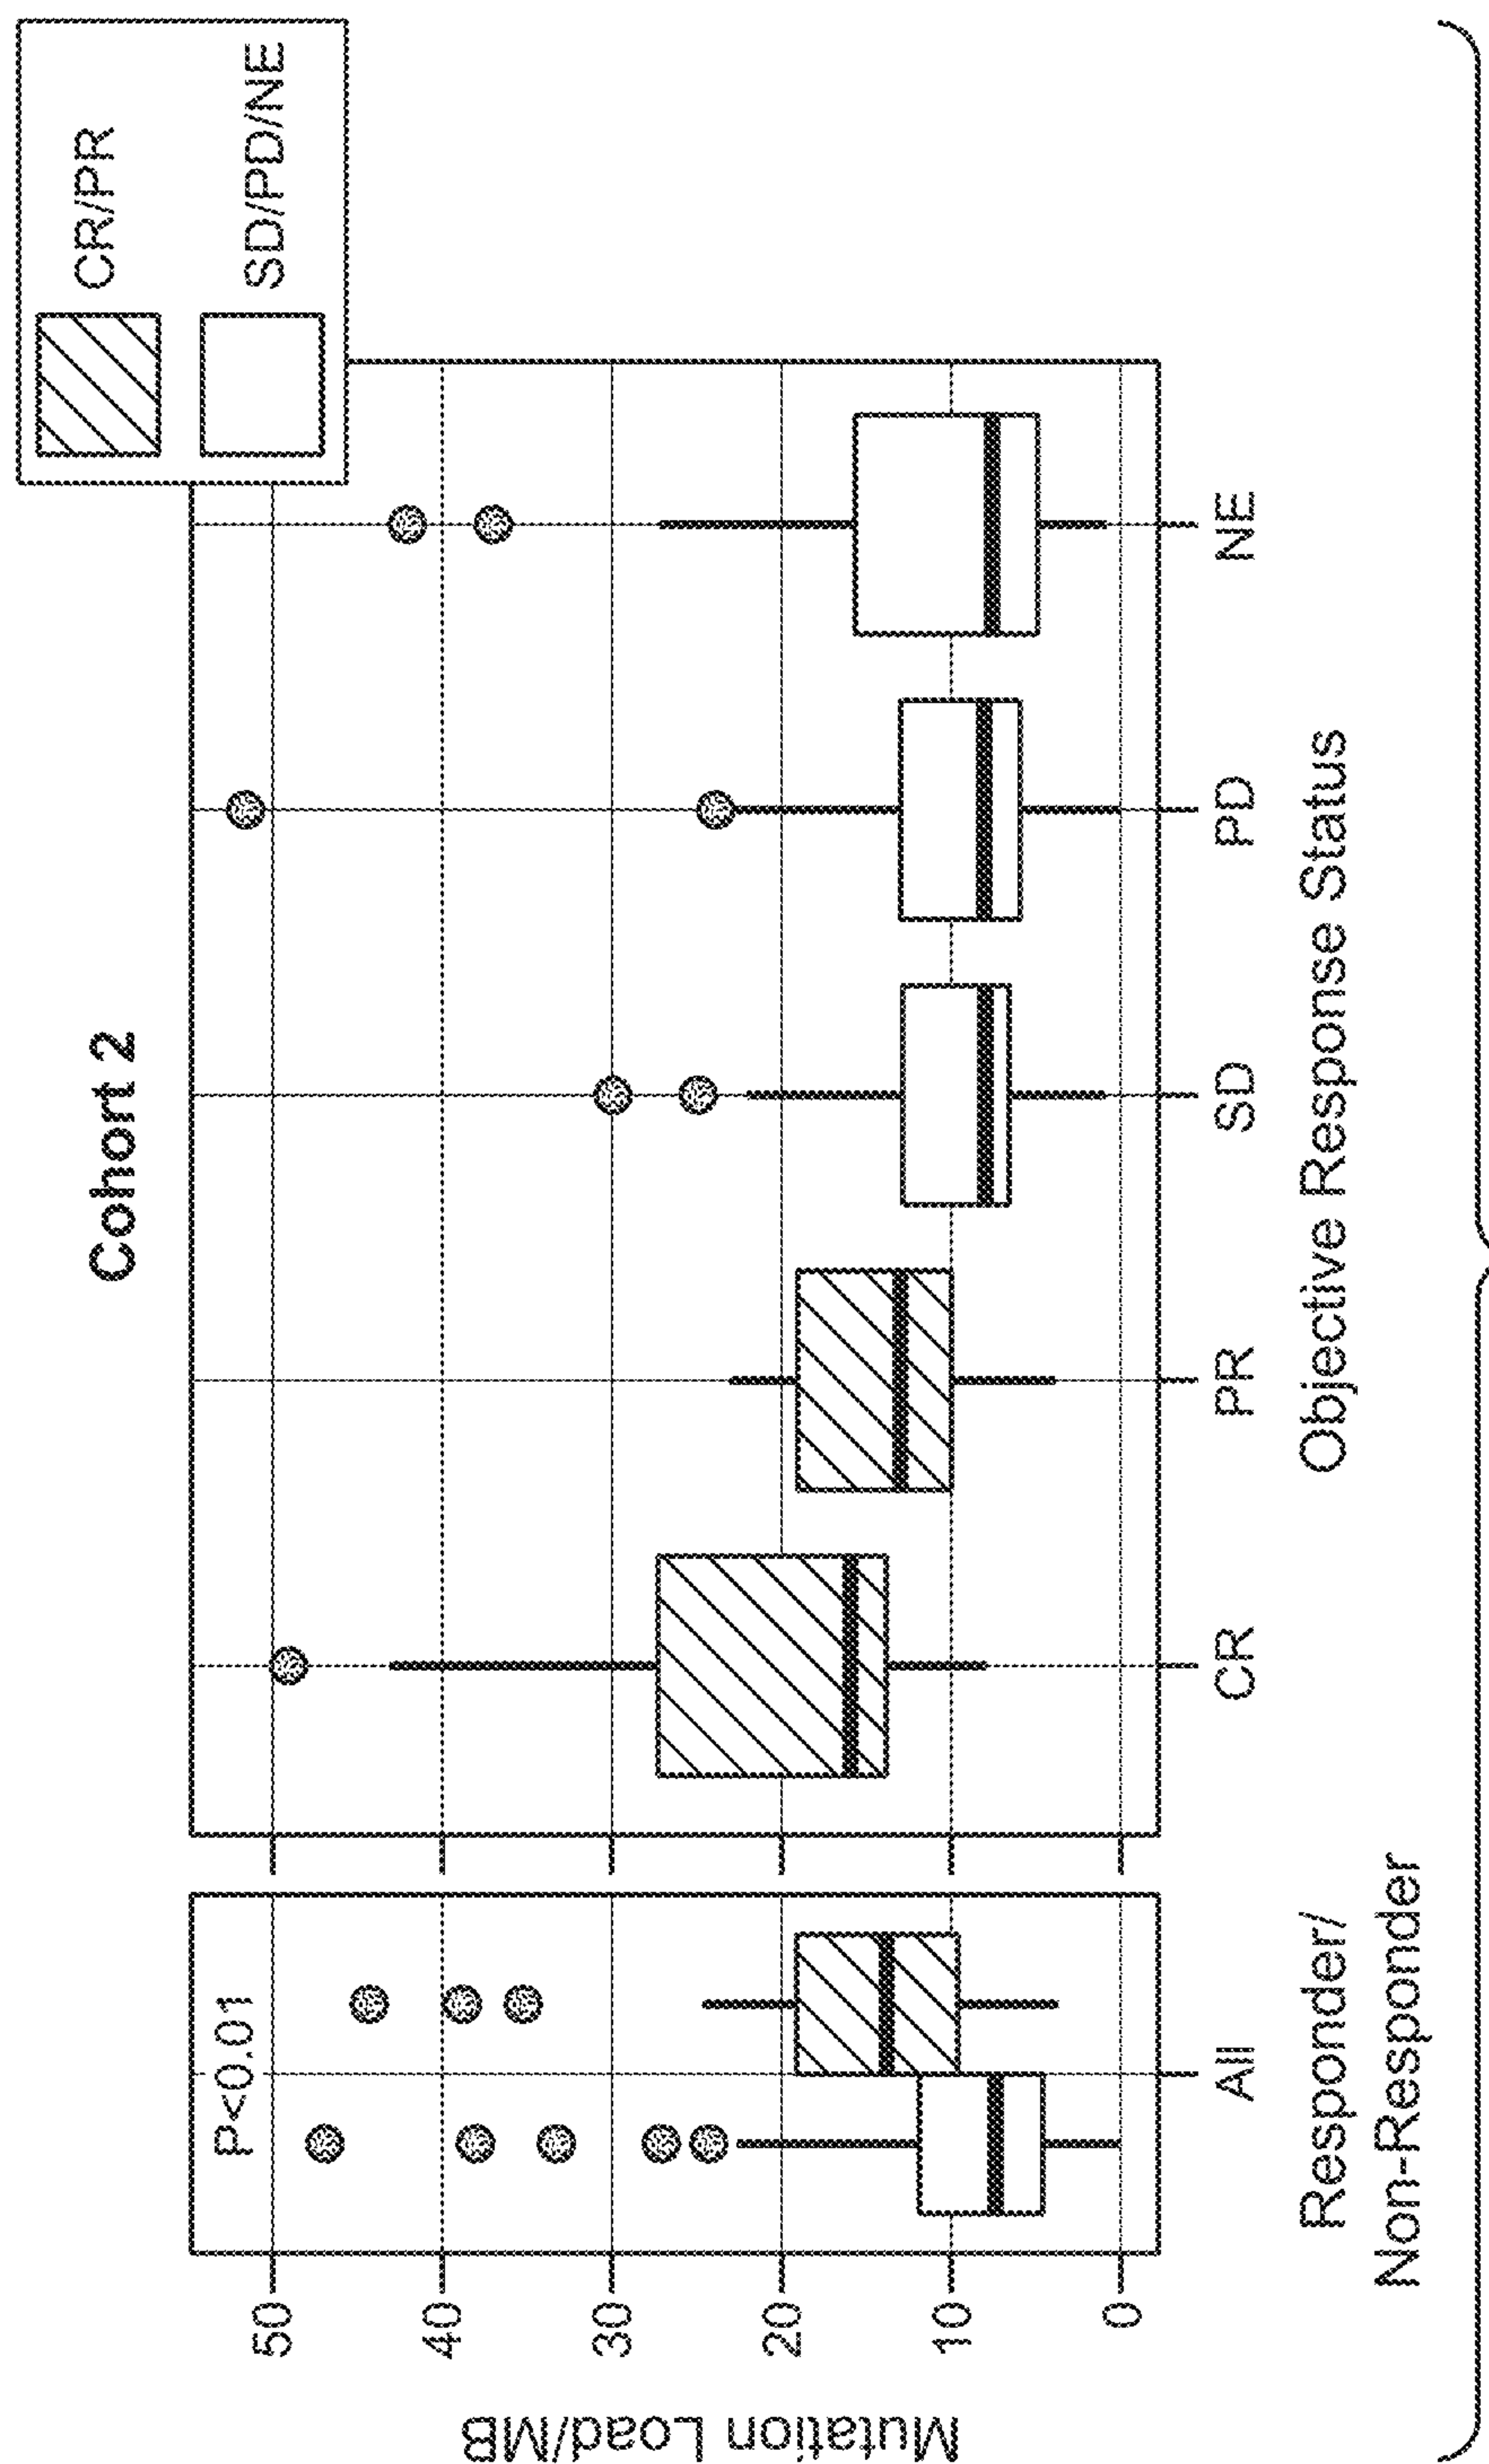 Cohort 2
CR/PR
SD/PD/NE
Mutation Load/MB
50
40
30
20
10
0
P<0.01
All
CR
PR
SD
PD
NE
Responder/
Non-Responder
Objective Response Status